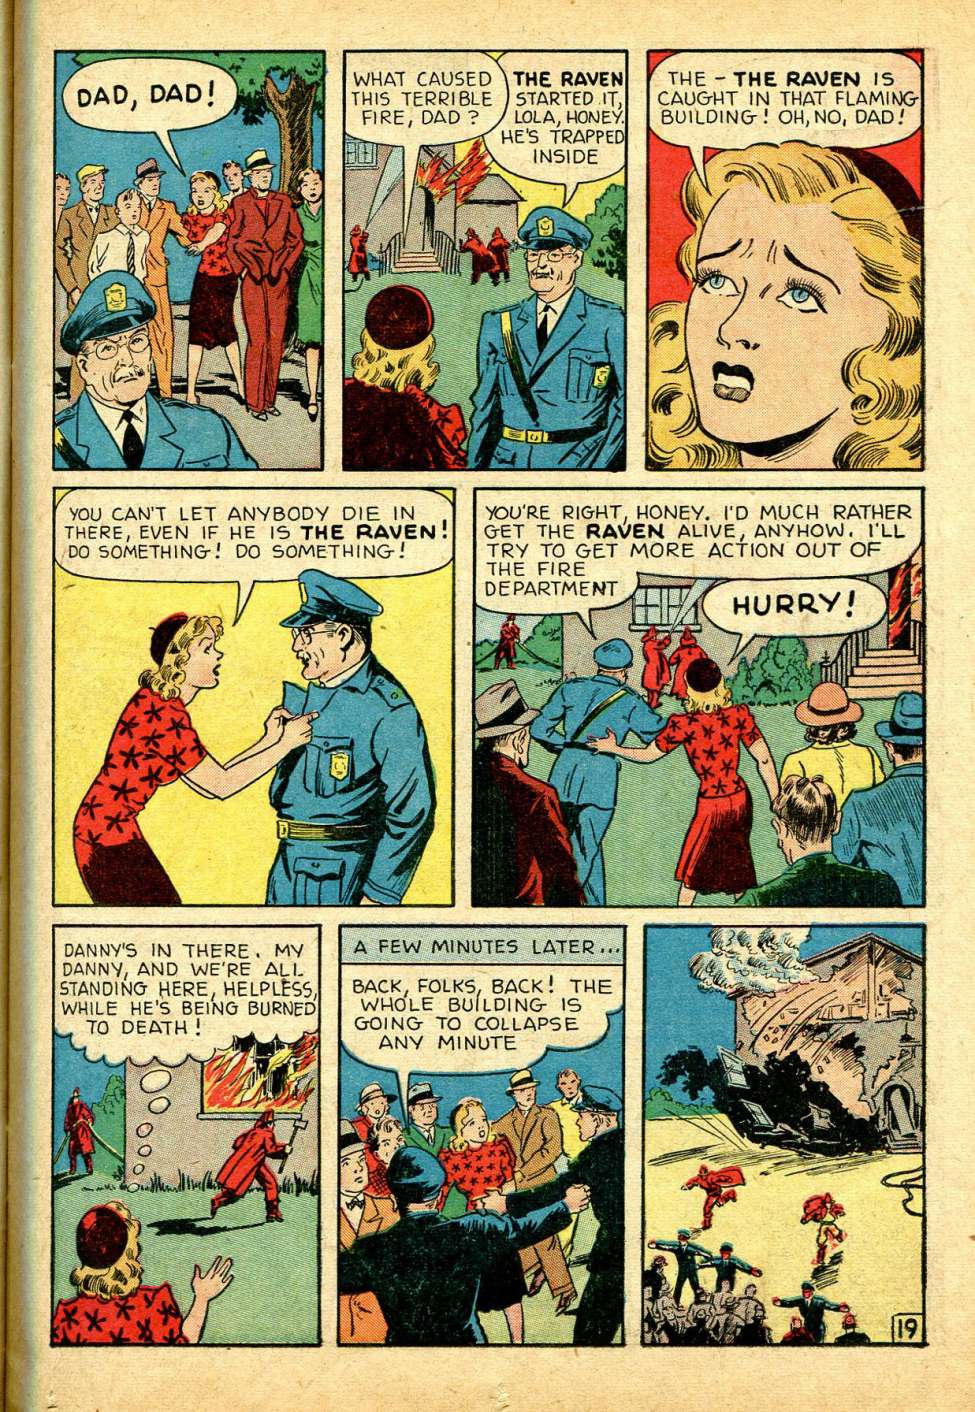 DAD, DAD!
WHAT CAUSED
THIS TERRIBLE
FIRE, DAD?
THE RAVEN
STARTED IT,
LOLA, HONEY.
HE'S TRAPPED
INSIDE
THE - THE RAVEN IS
CAUGHT IN THAT FLAMING
BUILDING! OH, NO, DAD!
YOU CAN'T LET ANYBODY DIE IN
THERE, EVEN IF HE IS THE RAVEN!
DO SOMETHING! DO SOMETHING!
YOU'RE RIGHT, HONEY. I'D MUCH RATHER
GET THE RAVEN ALIVE, ANYHOW. I'LL
TRY TO GET MORE ACTION OUT OF
THE FIRE
DEPARTMENT
HURRY!
DANNY'S IN THERE. MY
DANNY, AND WE'RE ALL
STANDING HERE, HELPLESS,
WHILE HE'S BEING BURNED
TO DEATH!
A FEW MINUTES LATER...
BACK, FOLKS, BACK! THE
WHOLE BUILDING IS
GOING TO COLLAPSE
ANY MINUTE
19